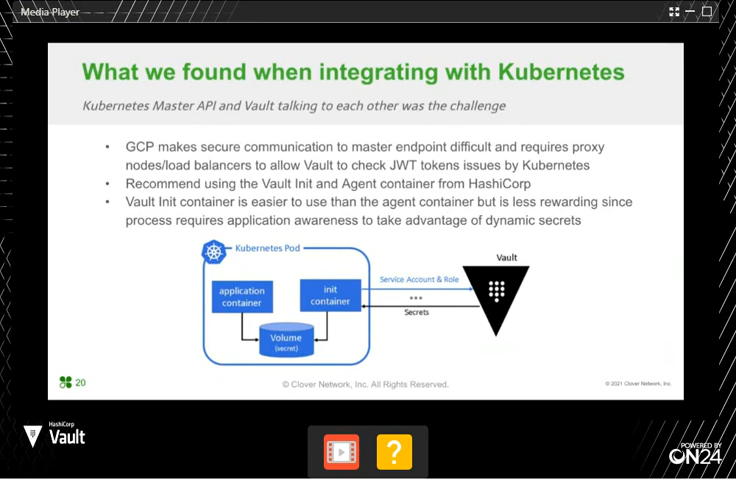 Media Player
What we found when integrating with Kubernetes
Kubernetes Master API and Vault talking to each other was the challenge
• GCP makes secure communication to master endpoint difficult and requires proxy
nodes/load balancers to allow Vault to check JWT tokens issues by Kubernetes
• Recommend using the Vault Init and Agent container from HashiCorp
• Vault Init container is easier to use than the agent container but is less rewarding since
process requires application awareness to take advantage of dynamic secrets
Kubernetes Pod
Vault
application
container
init
container
Service Account & Role
•••
Secrets
Volume
(secret)
20
© Clover Network, Inc. All Rights Reserved.
© 2021 Clover Network, Inc.
HashiCorp
Vault
?
POWERED BY
ON24